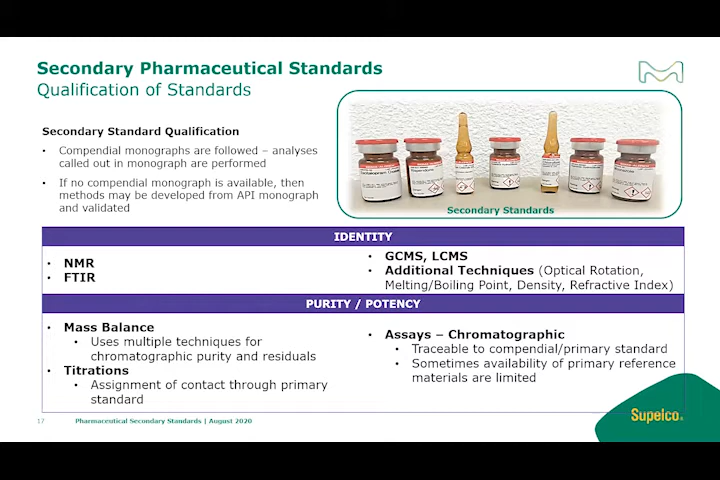 Secondary Pharmaceutical Standards
Qualification of Standards
Secondary Standard Qualification
• Compendial monographs are followed – analyses
called out in monograph are performed
• If no compendial monograph is available, then
methods may be developed from API monograph
and validated
Secondary Standards
IDENTITY
• NMR
• FTIR
• GCMS, LCMS
• Additional Techniques (Optical Rotation,
Melting/Boiling Point, Density, Refractive Index)
PURITY / POTENCY
• Mass Balance
• Uses multiple techniques for
chromatographic purity and residuals
• Titrations
• Assignment of contact through primary
standard
• Assays – Chromatographic
• Traceable to compendial/primary standard
• Sometimes availability of primary reference
materials are limited
17
Pharmaceutical Secondary Standards | August 2020
Supelco®